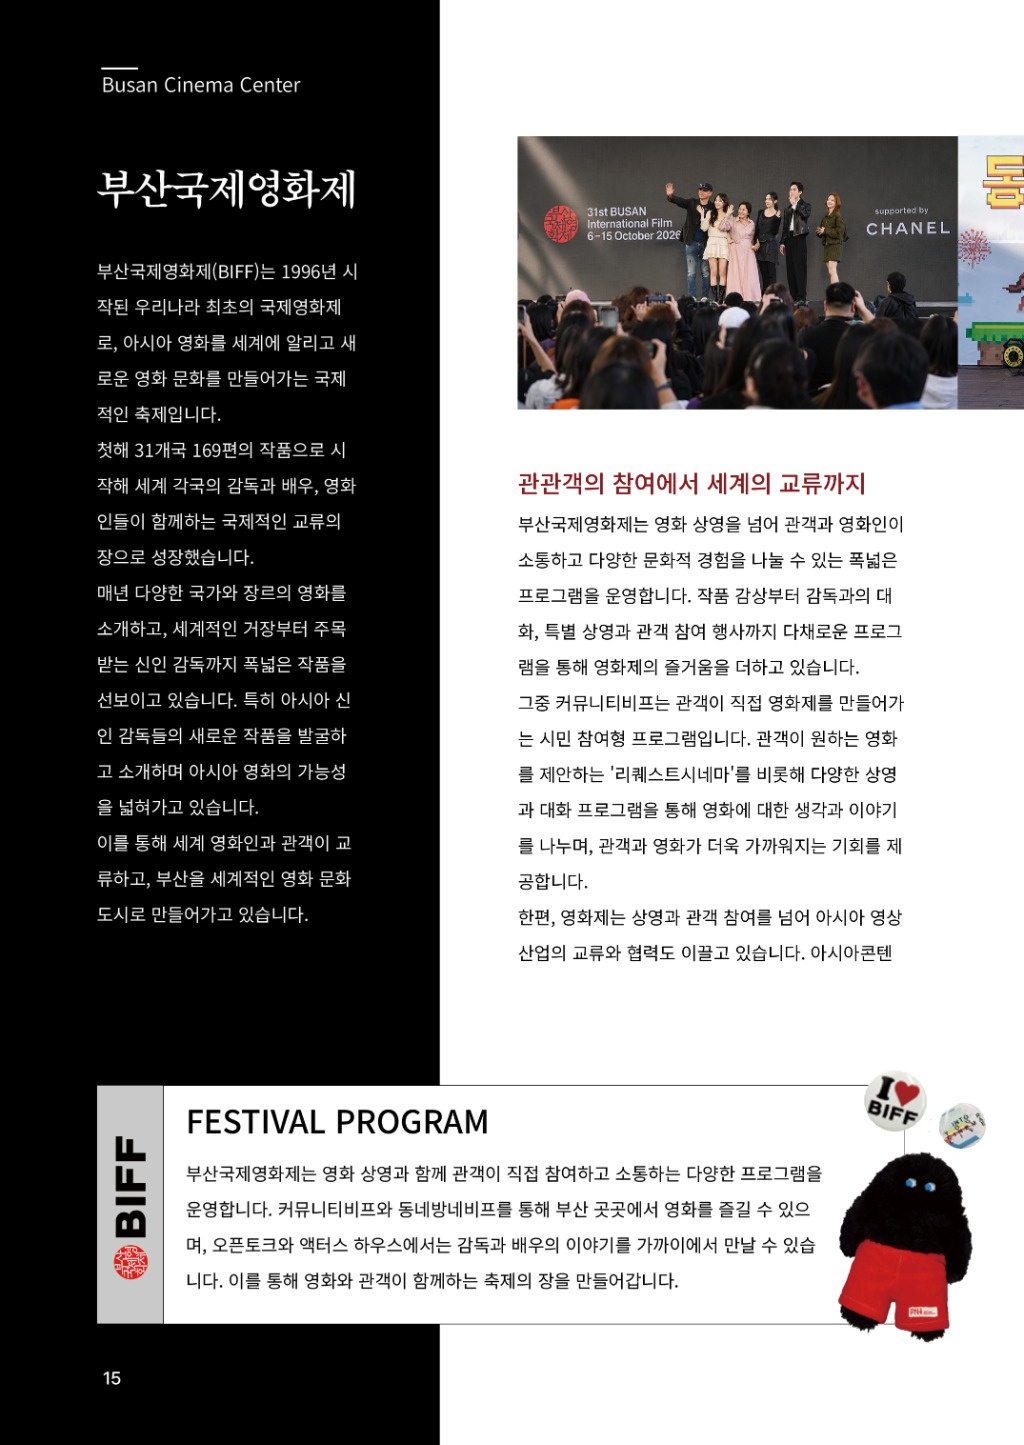 Busan Cinema Center
부산국제영화제
부산국제영화제(BIFF)는 1996년 시
작된 우리나라 최초의 국제영화제
로, 아시아 영화를 세계에 알리고 새
로운 영화 문화를 만들어가는 국제
적인 축제입니다.
첫해 31개국 169편의 작품으로 시
작해 세계 각국의 감독과 배우, 영화
인들이 함께하는 국제적인 교류의
장으로 성장했습니다.
매년 다양한 국가와 장르의 영화를
소개하고, 세계적인 거장부터 주목
받는 신인 감독까지 폭넓은 작품을
선보이고 있습니다. 특히 아시아 신
인 감독들의 새로운 작품을 발굴하
고 소개하며 아시아 영화의 가능성
을 넓혀가고 있습니다.
이를 통해 세계 영화인과 관객이 교
류하고, 부산을 세계적인 영화 문화
도시로 만들어가고 있습니다.
31st BUSAN
International Film
6–15 October 2026
supported by
CHANEL
동
관관객의 참여에서 세계의 교류까지
부산국제영화제는 영화 상영을 넘어 관객과 영화인이
소통하고 다양한 문화적 경험을 나눌 수 있는 폭넓은
프로그램을 운영합니다. 작품 감상부터 감독과의 대
화, 특별 상영과 관객 참여 행사까지 다채로운 프로그
램을 통해 영화제의 즐거움을 더하고 있습니다.
그중 커뮤니티비프는 관객이 직접 영화제를 만들어가
는 시민 참여형 프로그램입니다. 관객이 원하는 영화
를 제안하는 '리퀘스트시네마'를 비롯해 다양한 상영
과 대화 프로그램을 통해 영화에 대한 생각과 이야기
를 나누며, 관객과 영화가 더욱 가까워지는 기회를 제
공합니다.
한편, 영화제는 상영과 관객 참여를 넘어 아시아 영상
산업의 교류와 협력도 이끌고 있습니다. 아시아콘텐
BIFF
FESTIVAL PROGRAM
부산국제영화제는 영화 상영과 함께 관객이 직접 참여하고 소통하는 다양한 프로그램을
운영합니다. 커뮤니티비프와 동네방네비프를 통해 부산 곳곳에서 영화를 즐길 수 있으
며, 오픈토크와 액터스 하우스에서는 감독과 배우의 이야기를 가까이에서 만날 수 있습
니다. 이를 통해 영화와 관객이 함께하는 축제의 장을 만들어갑니다.
I
BIFF
INTO
15